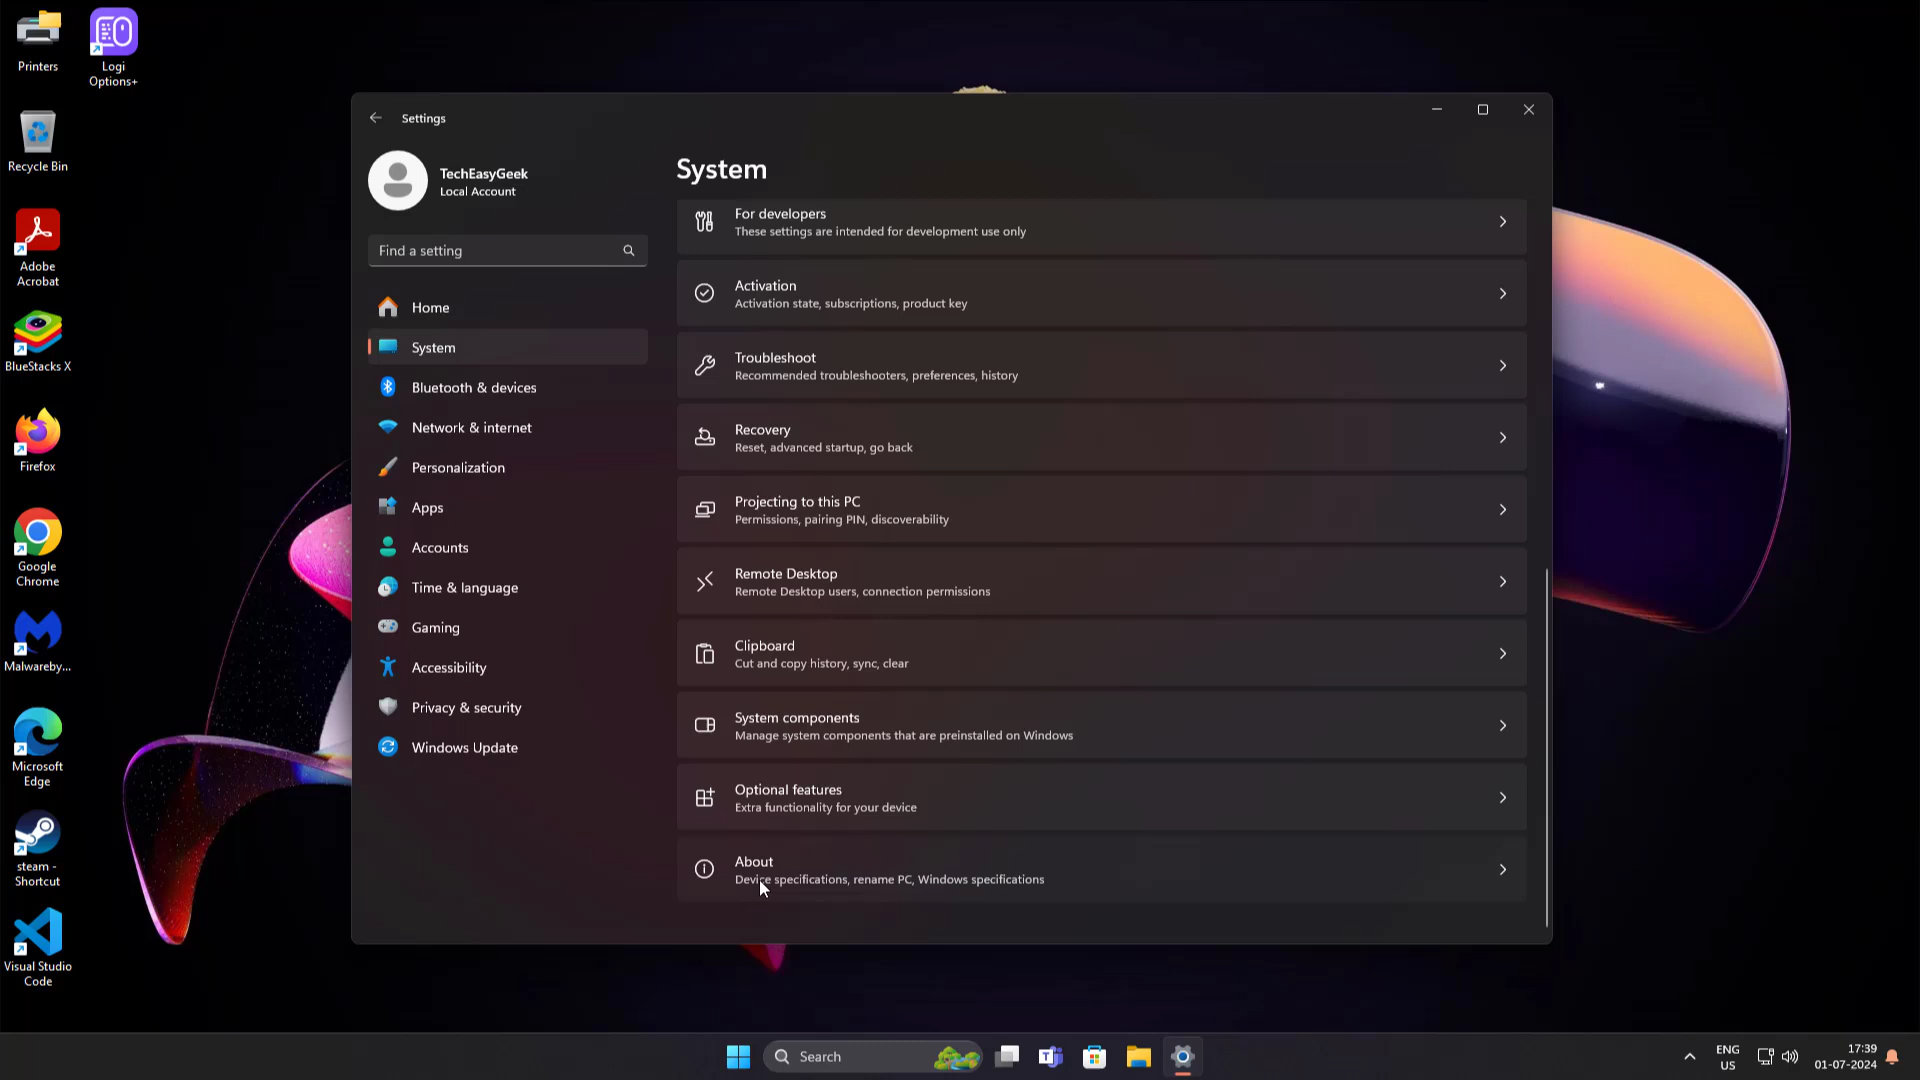 Printers
Logi
Options+
Recycle Bin
Adobe
Acrobat
BlueStacks X
Firefox
Google
Chrome
Malwareby...
Microsoft
Edge
steam -
Shortcut
Visual Studio
Code
Settings
TechEasyGeek
Local Account
Find a setting
Home
System
Bluetooth & devices
Network & internet
Personalization
Apps
Accounts
Time & language
Gaming
Accessibility
Privacy & security
Windows Update
System
For developers
These settings are intended for development use only
Activation
Activation state, subscriptions, product key
Troubleshoot
Recommended troubleshooters, preferences, history
Recovery
Reset, advanced startup, go back
Projecting to this PC
Permissions, pairing PIN, discoverability
Remote Desktop
Remote Desktop users, connection permissions
Clipboard
Cut and copy history, sync, clear
System components
Manage system components that are preinstalled on Windows
Optional features
Extra functionality for your device
About
Device specifications, rename PC, Windows specifications
Search
ENG
US
17:39
01-07-2024